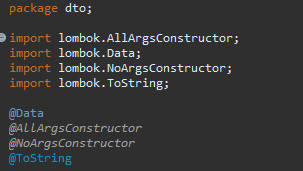 package dto;
import lombok.AllArgsConstructor;
import lombok.Data;
import lombok.NoArgsConstructor;
import lombok.ToString;
@Data
@AllArgsConstructor
@NoArgsConstructor
@ToString